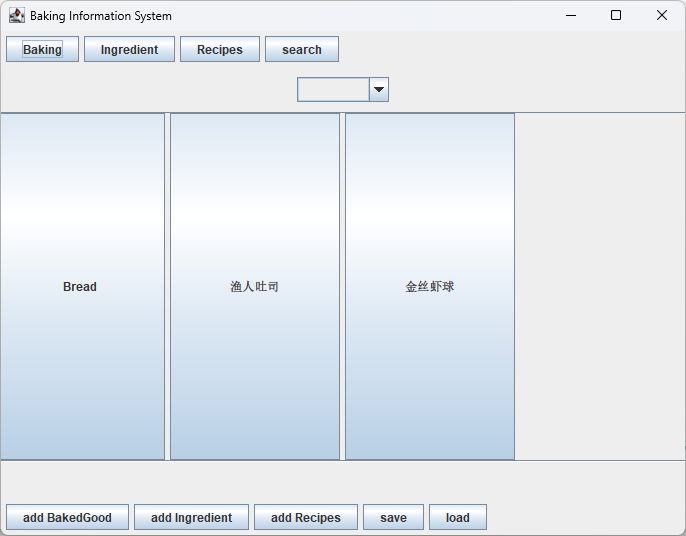 Baking Information System
Baking Ingredient Recipes search
Bread 渔人吐司 金丝虾球
add BakedGood add Ingredient add Recipes save load